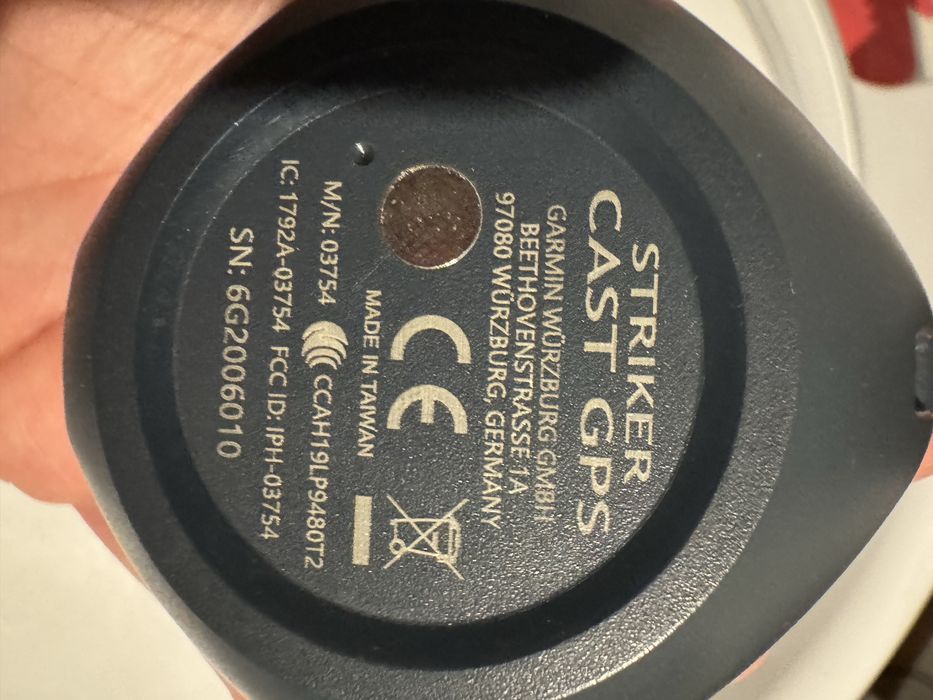 STRIKER
CAST GPS
GARMIN WÜRZBURG GMBH
BEETHOVENSTRASSE 1A
97080 WÜRZBURG, GERMANY
CE
MADE IN TAIWAN
M/N: 03754 CCAH19LP9480T2
IC: 1792A-03754 FCC ID: IPH-03754
SN: 6G2006010